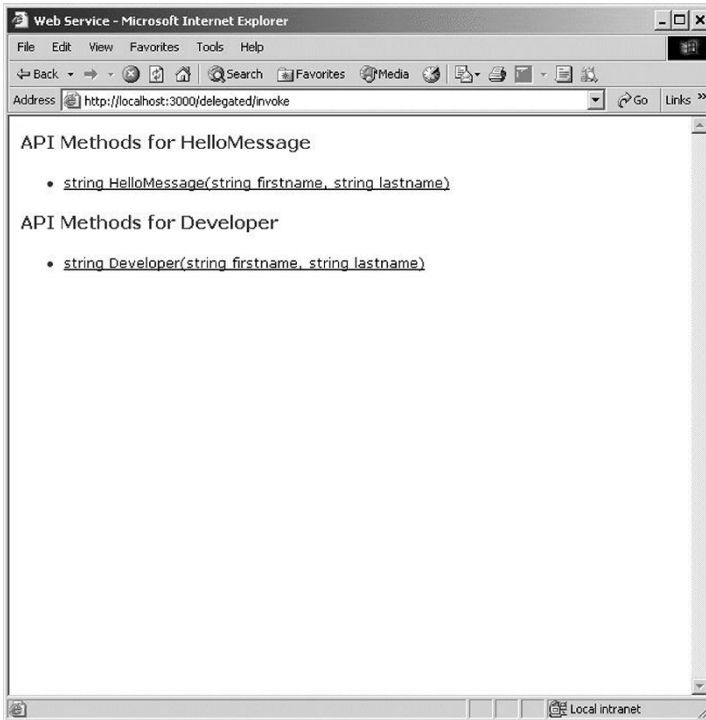 Web Service - Microsoft Internet Explorer
File Edit View Favorites Tools Help
Back Search Favorites Media
Address http://localhost:3000/delegated/invoke Go Links »
API Methods for HelloMessage
• string HelloMessage(string firstname, string lastname)
API Methods for Developer
• string Developer(string firstname, string lastname)
Local intranet